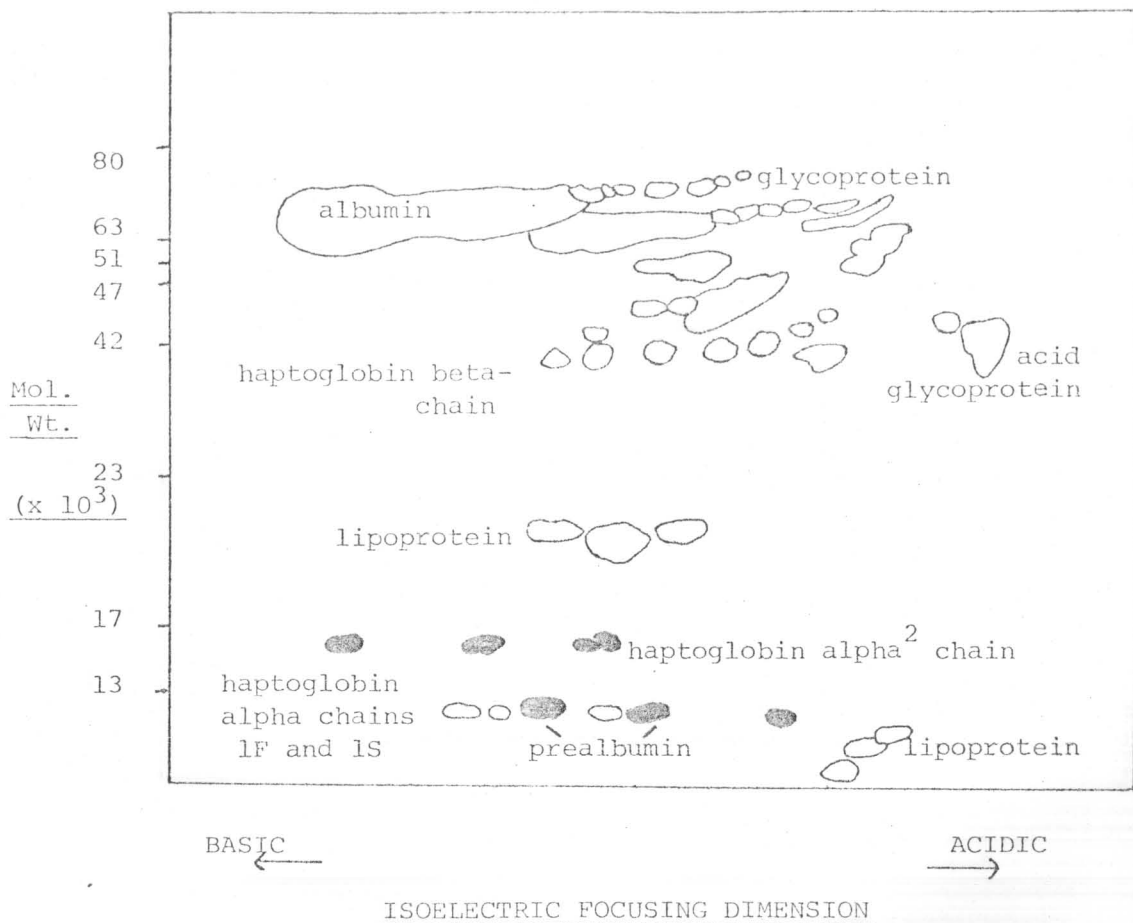 80
glycoprotein
albumin
63
51
47
42
haptoglobin beta-
chain
acid
glycoprotein
Mol.
Wt.
(x 10³)
23
lipoprotein
17
haptoglobin alpha² chain
13
haptoglobin
alpha chains
1F and 1S
prealbumin
lipoprotein
BASIC
ACIDIC
ISOELECTRIC FOCUSING DIMENSION